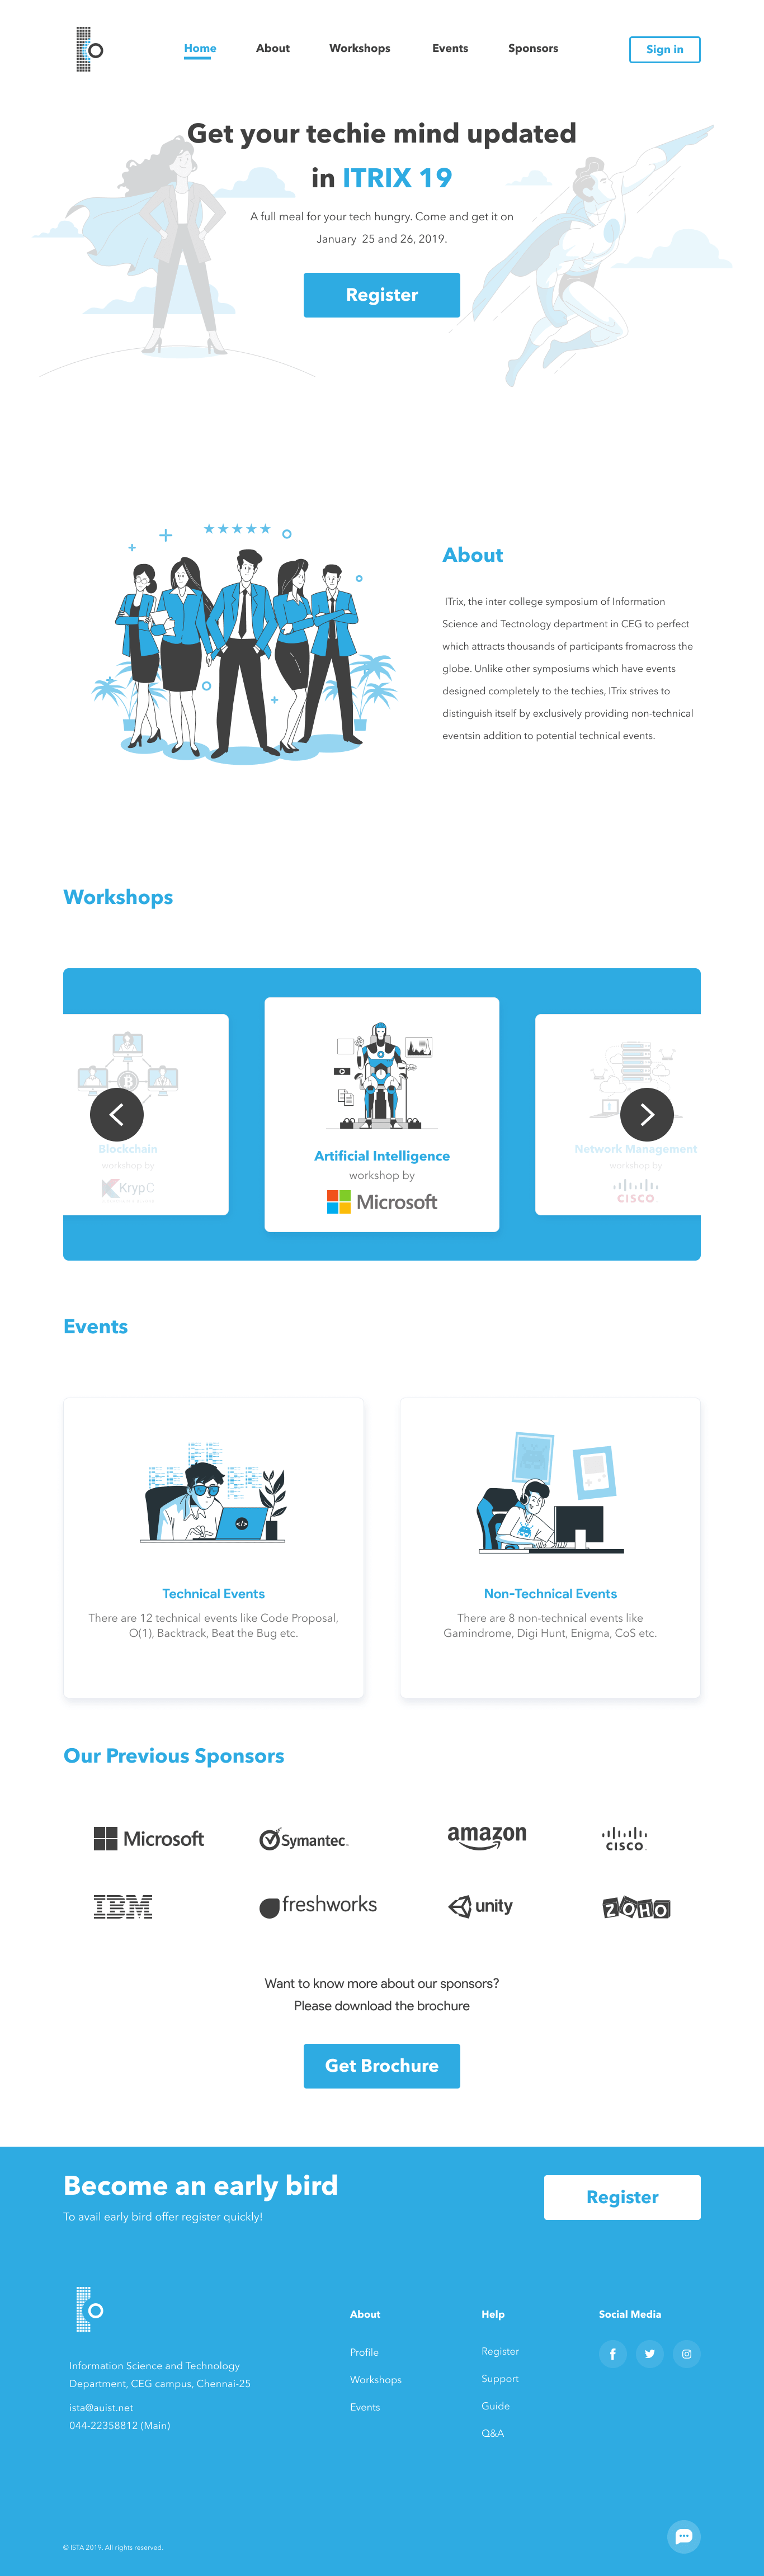 Home About Workshops Events Sponsors Sign in
Get your techie mind updated
in ITRIX 19
A full meal for your tech hungry. Come and get it on
January 25 and 26, 2019.
Register
About
ITrix, the inter college symposium of Information
Science and Tectnology department in CEG to perfect
which attracts thousands of participants fromacross the
globe. Unlike other symposiums which have events
designed completely to the techies, ITrix strives to
distinguish itself by exclusively providing non-technical
eventsin addition to potential technical events.
Workshops
Blockchain
workshop by
KrypC
Artificial Intelligence
workshop by
Microsoft
Network Management
workshop by
CISCO
Events
Technical Events
There are 12 technical events like Code Proposal,
O(1), Backtrack, Beat the Bug etc.
Non-Technical Events
There are 8 non-technical events like
Gamindrome, Digi Hunt, Enigma, CoS etc.
Our Previous Sponsors
Microsoft Symantec. amazon CISCO
IBM freshworks unity ZOHO
Want to know more about our sponsors?
Please download the brochure
Get Brochure
Become an early bird
To avail early bird offer register quickly!
Register
Information Science and Technology
Department, CEG campus, Chennai-25
ista@auist.net
044-22358812 (Main)
About
Profile
Workshops
Events
Help
Register
Support
Guide
Q&A
Social Media
© ISTA 2019. All rights reserved.